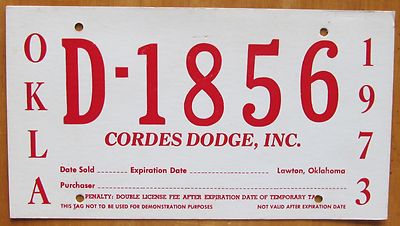 OKLA
D-1856
1973
CORDES DODGE, INC.
Date Sold Expiration Date Lawton, Oklahoma
Purchaser
PENALTY: DOUBLE LICENSE FEE AFTER EXPIRATION DATE OF TEMPORARY TAG
THIS TAG NOT TO BE USED FOR DEMONSTRATION PURPOSES NOT VALID AFTER EXPIRATION DATE